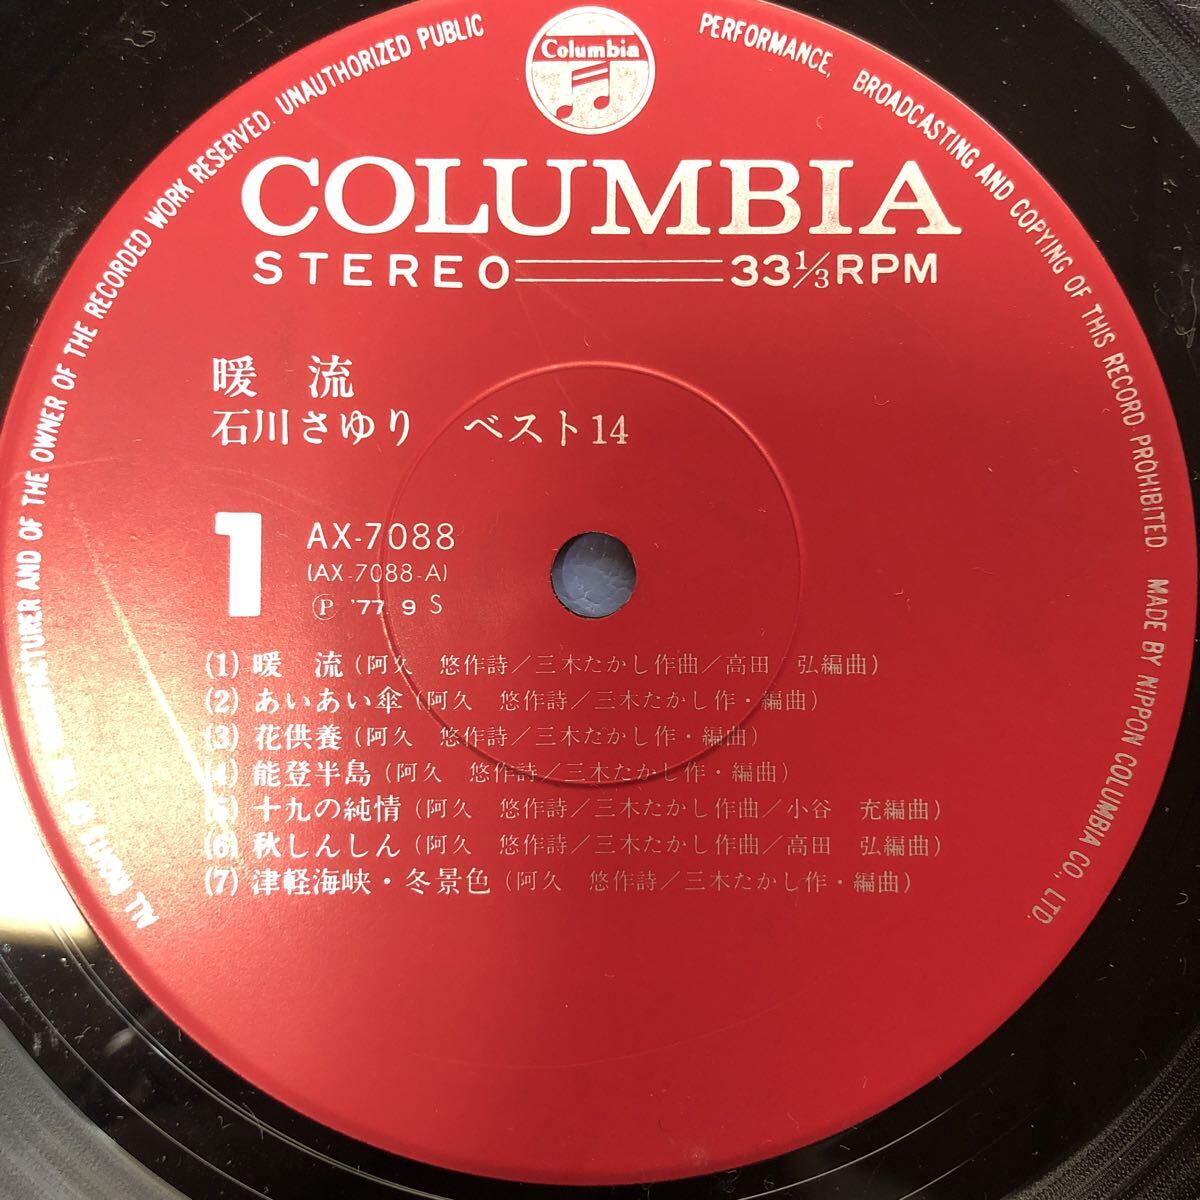 Columbia
COLUMBIA
STEREO 33⅓RPM
暖 流
石川さゆり ベスト14
1
AX-7088
(AX-7088-A)
Ⓟ '77. 9 S
(1) 暖 流 (阿久 悠作詩/三木たかし作曲/高田 弘編曲)
(2) あいあい傘 (阿久 悠作詩/三木たかし作・編曲)
(3) 花供養 (阿久 悠作詩/三木たかし作・編曲)
(4) 能登半島 (阿久 悠作詩/三木たかし作・編曲)
(5) 十九の純情 (阿久 悠作詩/三木たかし作曲/小谷 充編曲)
(6) 秋しんしん (阿久 悠作詩/三木たかし作曲/高田 弘編曲)
(7) 津軽海峡・冬景色 (阿久 悠作詩/三木たかし作・編曲)
ALL RIGHTS OF THE MANUFACTURER AND OF THE OWNER OF THE RECORDED WORK RESERVED. UNAUTHORIZED PUBLIC PERFORMANCE, BROADCASTING AND COPYING OF THIS RECORD PROHIBITED. MADE BY NIPPON COLUMBIA CO., LTD.